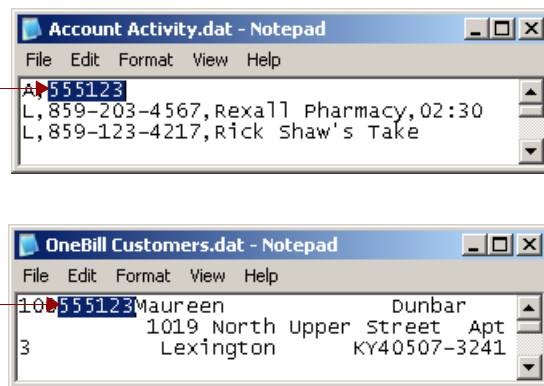 Account Activity.dat - Notepad
File Edit Format View Help
A,555123
L,859-203-4567,Rexall Pharmacy,02:30
L,859-123-4217,Rick Shaw's Take
OneBill Customers.dat - Notepad
File Edit Format View Help
100555123Maureen Dunbar
1019 North Upper Street Apt
3 Lexington KY40507-3241